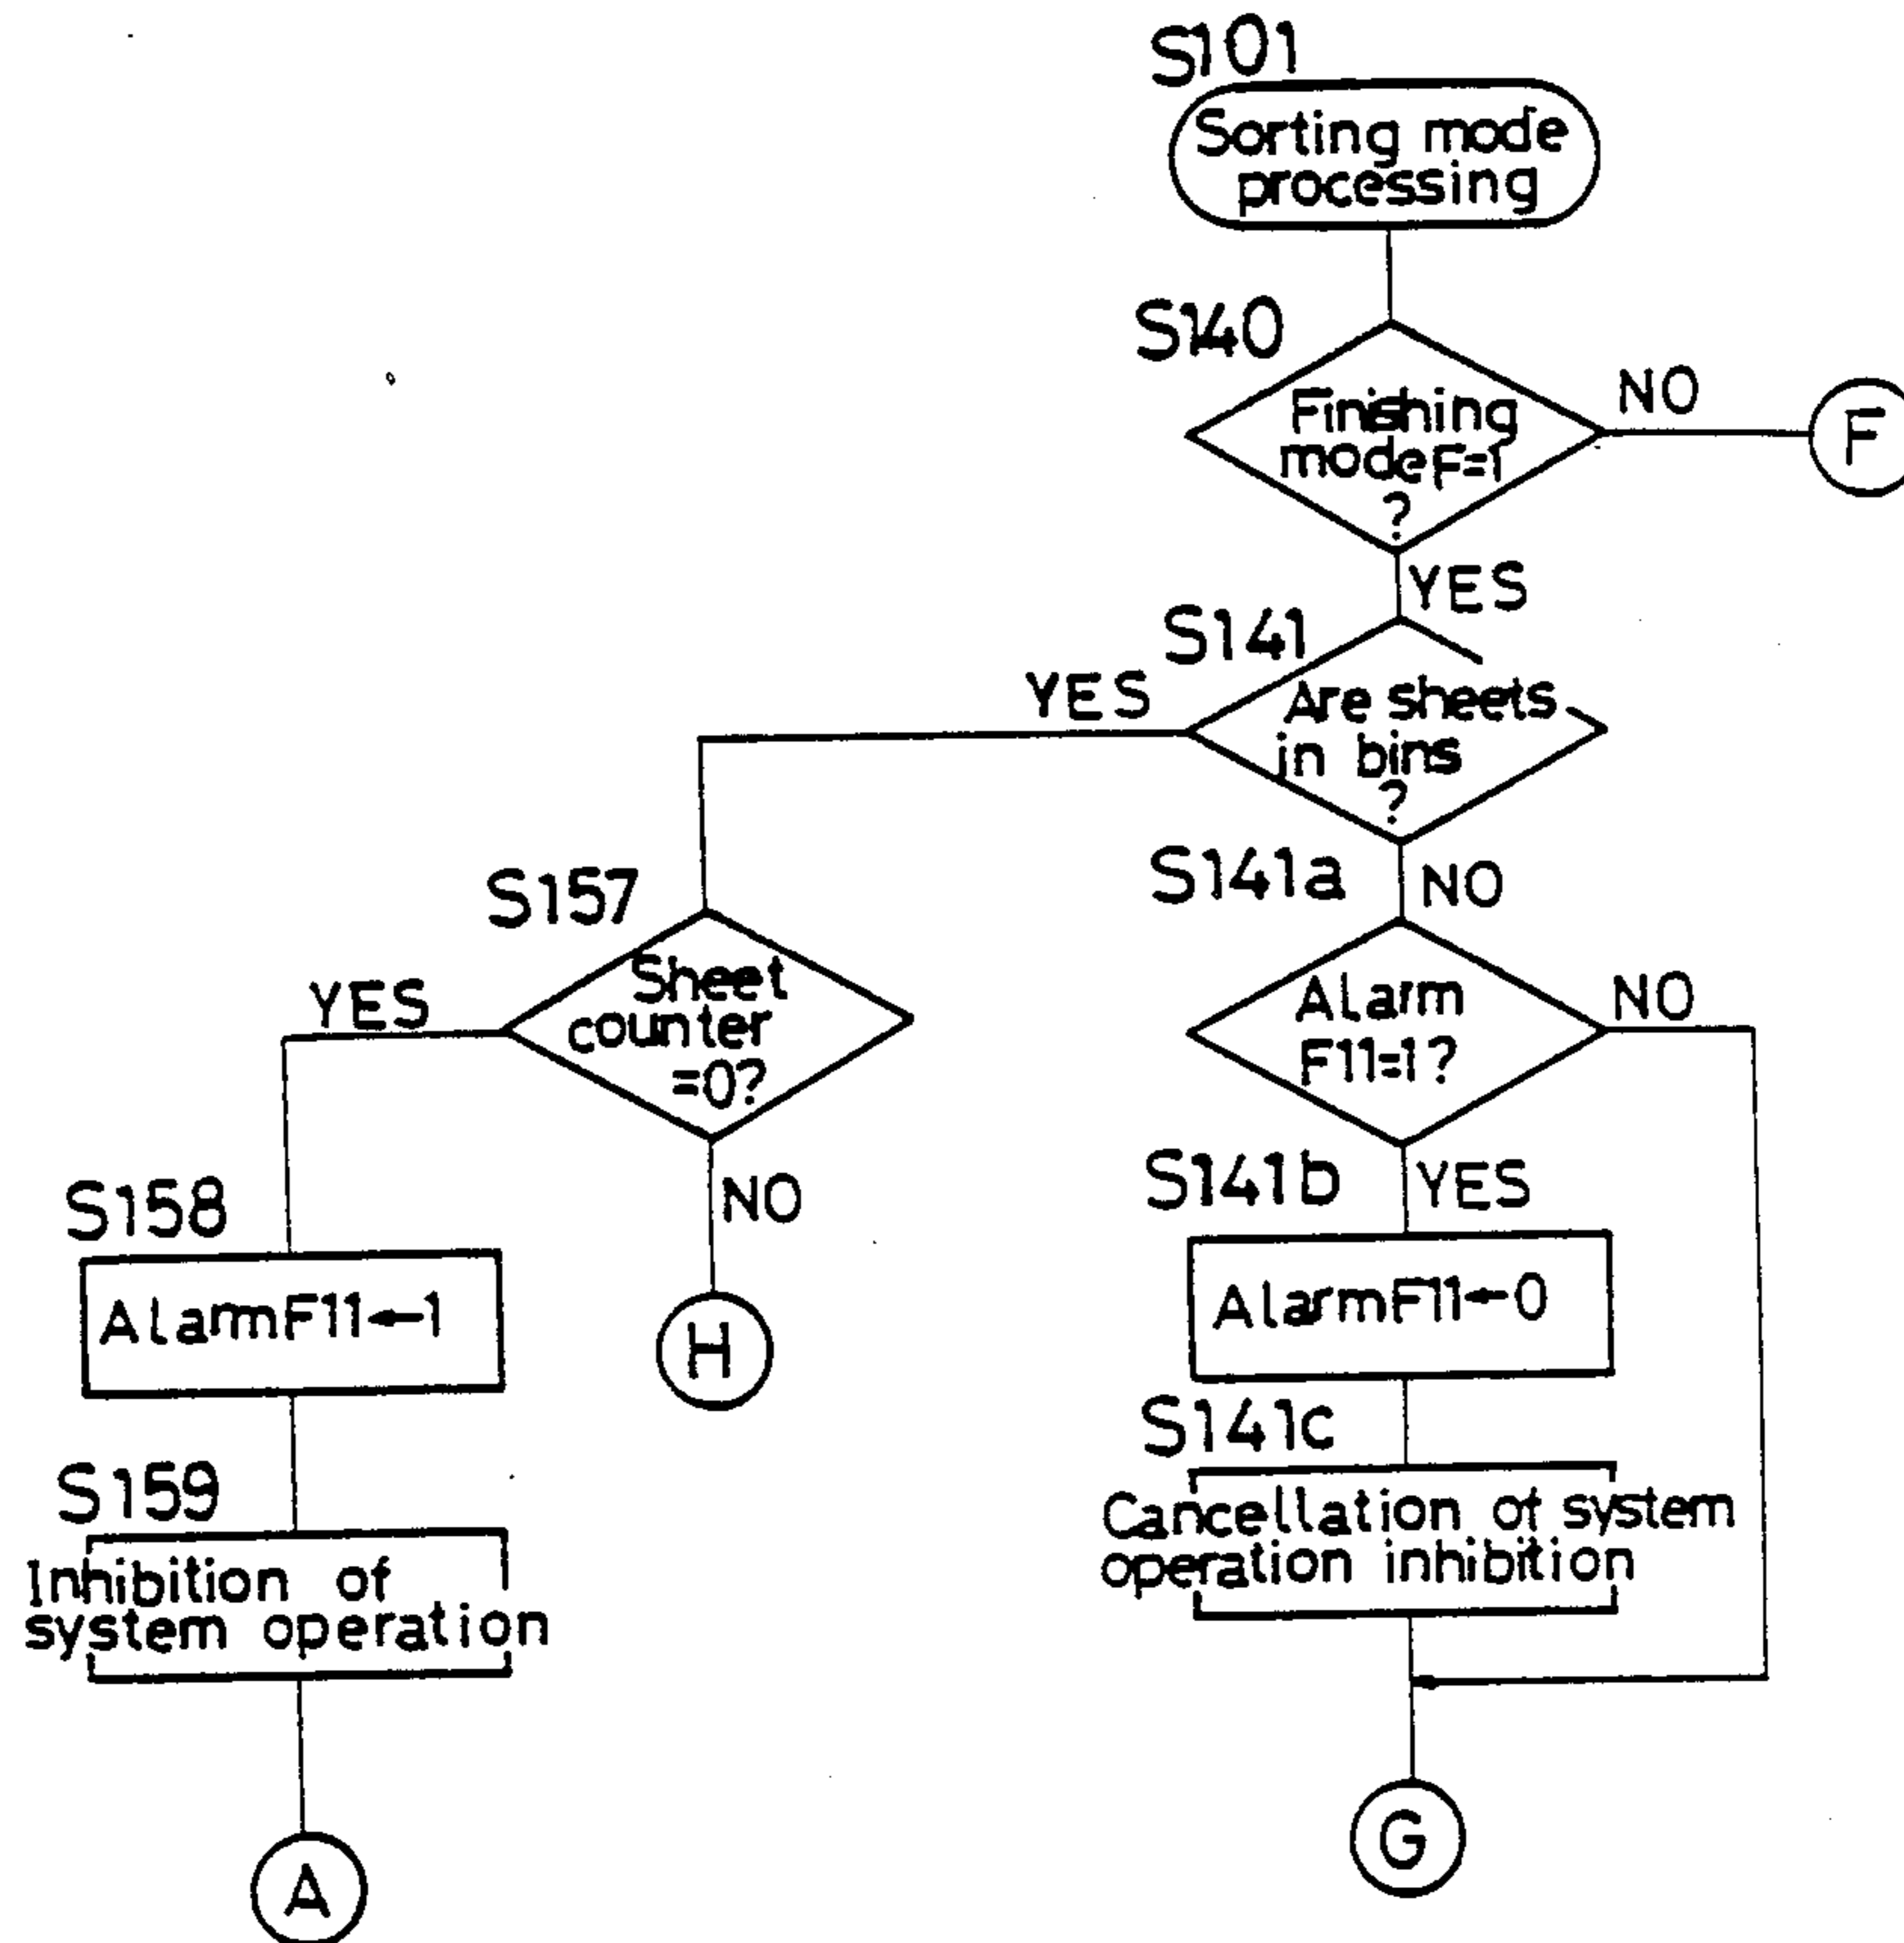 S101
Sorting mode
processing
S140
Finishing
mode F=1
?
NO
F
YES
S141
YES
Are sheets
in bins
?
S157
S141a
NO
YES
Sheet
counter
=0?
Alarm
F11=1?
NO
S158
NO
S141b
YES
AlarmF11←1
H
AlarmF11←0
S159
S141c
Inhibition of
system operation
Cancellation of system
operation inhibition
A
G